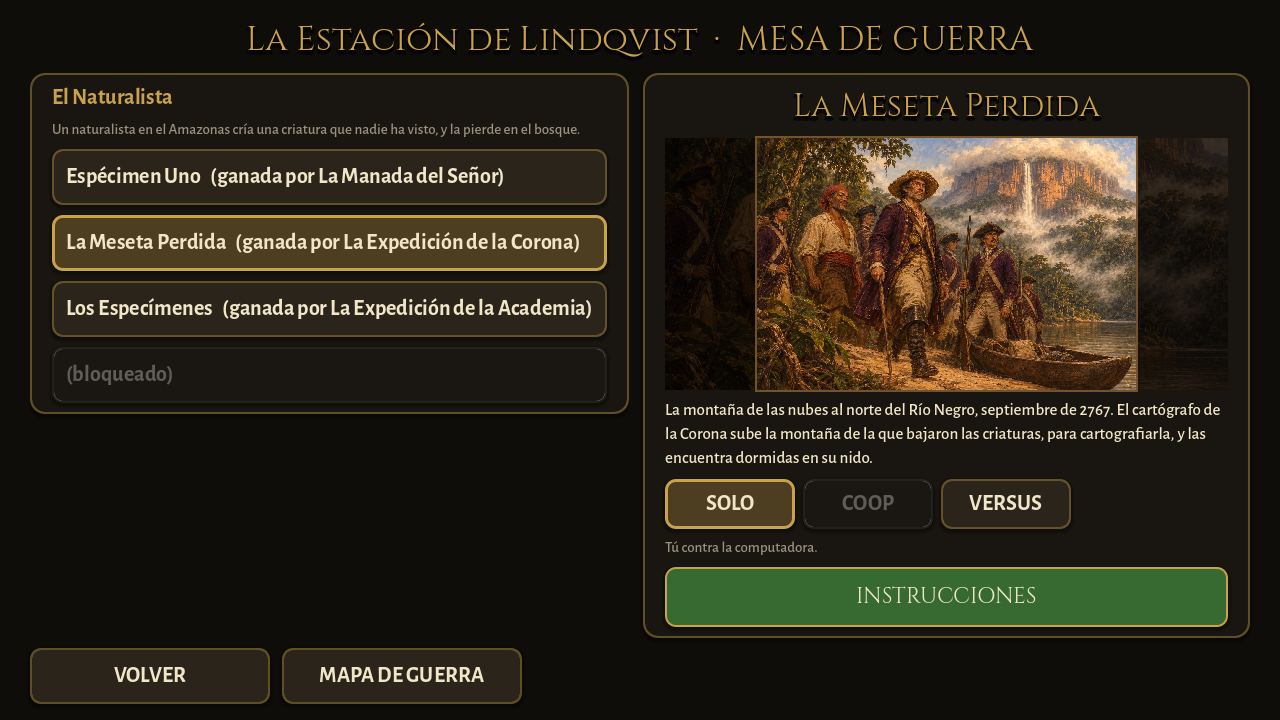 La Estación de Lindqvist · MESA DE GUERRA
El Naturalista
Un naturalista en el Amazonas cría una criatura que nadie ha visto, y la pierde en el bosque.
Espécimen Uno (ganada por La Manada del Señor)
La Meseta Perdida (ganada por La Expedición de la Corona)
Los Especímenes (ganada por La Expedición de la Academia)
(bloqueado)
La Meseta Perdida
La montaña de las nubes al norte del Río Negro, septiembre de 2767. El cartógrafo de
la Corona sube la montaña de la que bajaron las criaturas, para cartografiarla, y las
encuentra dormidas en su nido.
SOLO
COOP
VERSUS
Tú contra la computadora.
INSTRUCCIONES
VOLVER
MAPA DE GUERRA